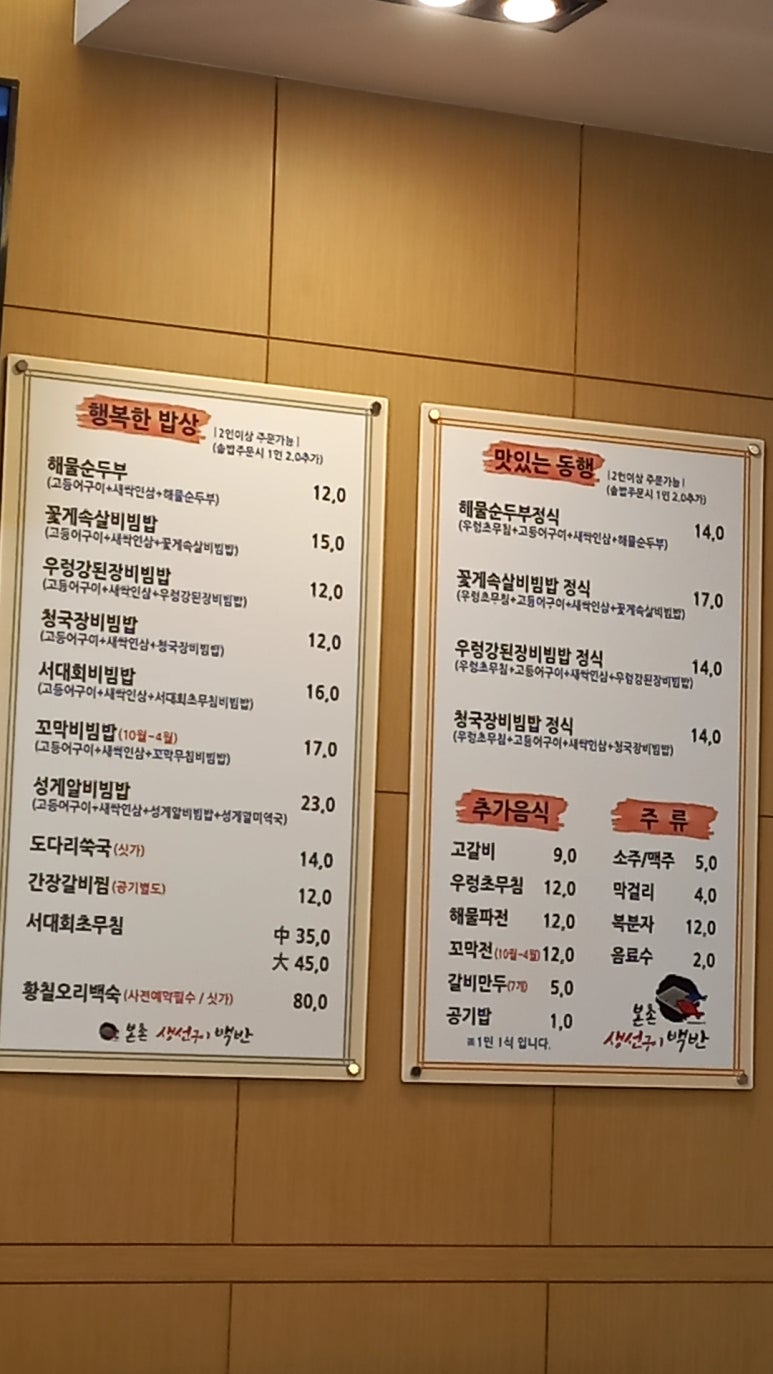 행복한 밥상
|2인이상 주문가능|
(솥밥주문시 1인 2.0추가)
해물순두부 12,0
(고등어구이+새싹인삼+해물순두부)
꽃게속살비빔밥 15,0
(고등어구이+새싹인삼+꽃게속살비빔밥)
우렁강된장비빔밥 12,0
(고등어구이+새싹인삼+우렁강된장비빔밥)
청국장비빔밥 12,0
(고등어구이+새싹인삼+청국장비빔밥)
서대회비빔밥 16,0
(고등어구이+새싹인삼+서대회초무침비빔밥)
꼬막비빔밥(10월-4월) 17,0
(고등어구이+새싹인삼+꼬막무침비빔밥)
성게알비빔밥 23,0
(고등어구이+새싹인삼+성게알비빔밥+성게알미역국)
도다리쑥국(싯가) 14,0
간장갈비찜(공기별도) 12,0
서대회초무침 中 35,0
大 45,0
황칠오리백숙(사전예약필수 / 싯가) 80,0
본촌 생선구이 백반
맛있는 동행
|2인이상 주문가능|
(솥밥주문시 1인 2.0추가)
해물순두부정식 14,0
(우렁초무침+고등어구이+새싹인삼+해물순두부)
꽃게속살비빔밥 정식 17,0
(우렁초무침+고등어구이+새싹인삼+꽃게속살비빔밥)
우렁강된장비빔밥 정식 14,0
(우렁초무침+고등어구이+새싹인삼+우렁강된장비빔밥)
청국장비빔밥 정식 14,0
(우렁초무침+고등어구이+새싹인삼+청국장비빔밥)
추가음식
고갈비 9,0
우렁초무침 12,0
해물파전 12,0
꼬막전(10월-4월) 12,0
갈비만두(7개) 5,0
공기밥 1,0
※1인 1식 입니다.
주 류
소주/맥주 5,0
막걸리 4,0
복분자 12,0
음료수 2,0
본촌
생선구이 백반